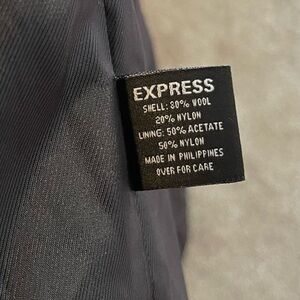 EXPRESS
SHELL: 80% WOOL
20% NYLON
LINING: 50% ACETATE
50% NYLON
MADE IN PHILIPPINES
OVER FOR CARE